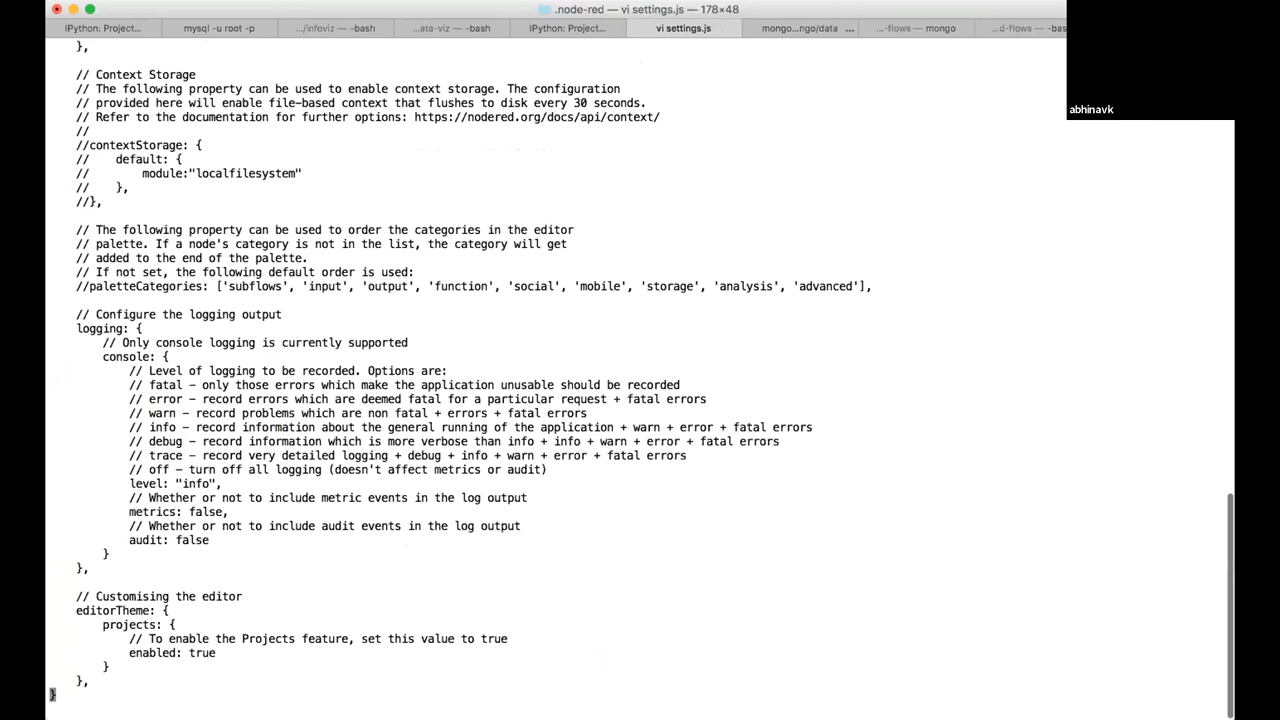 .node-red — vi settings.js — 178×48
IPython: Project... mysql -u root -p .../infoviz — -bash ...ata-viz — -bash IPython: Project... vi settings.js mongo...ngo/data ... ...-flows — mongo ...d-flows — -bas
abhinavk
},
// Context Storage
// The following property can be used to enable context storage. The configuration
// provided here will enable file-based context that flushes to disk every 30 seconds.
// Refer to the documentation for further options: https://nodered.org/docs/api/context/
//
//contextStorage: {
//    default: {
//        module:"localfilesystem"
//    },
//},
// The following property can be used to order the categories in the editor
// palette. If a node's category is not in the list, the category will get
// added to the end of the palette.
// If not set, the following default order is used:
//paletteCategories: ['subflows', 'input', 'output', 'function', 'social', 'mobile', 'storage', 'analysis', 'advanced'],
// Configure the logging output
logging: {
// Only console logging is currently supported
console: {
// Level of logging to be recorded. Options are:
// fatal - only those errors which make the application unusable should be recorded
// error - record errors which are deemed fatal for a particular request + fatal errors
// warn - record problems which are non fatal + errors + fatal errors
// info - record information about the general running of the application + warn + error + fatal errors
// debug - record information which is more verbose than info + info + warn + error + fatal errors
// trace - record very detailed logging + debug + info + warn + error + fatal errors
// off - turn off all logging (doesn't affect metrics or audit)
level: "info",
// Whether or not to include metric events in the log output
metrics: false,
// Whether or not to include audit events in the log output
audit: false
}
},
// Customising the editor
editorTheme: {
projects: {
// To enable the Projects feature, set this value to true
enabled: true
}
},
}